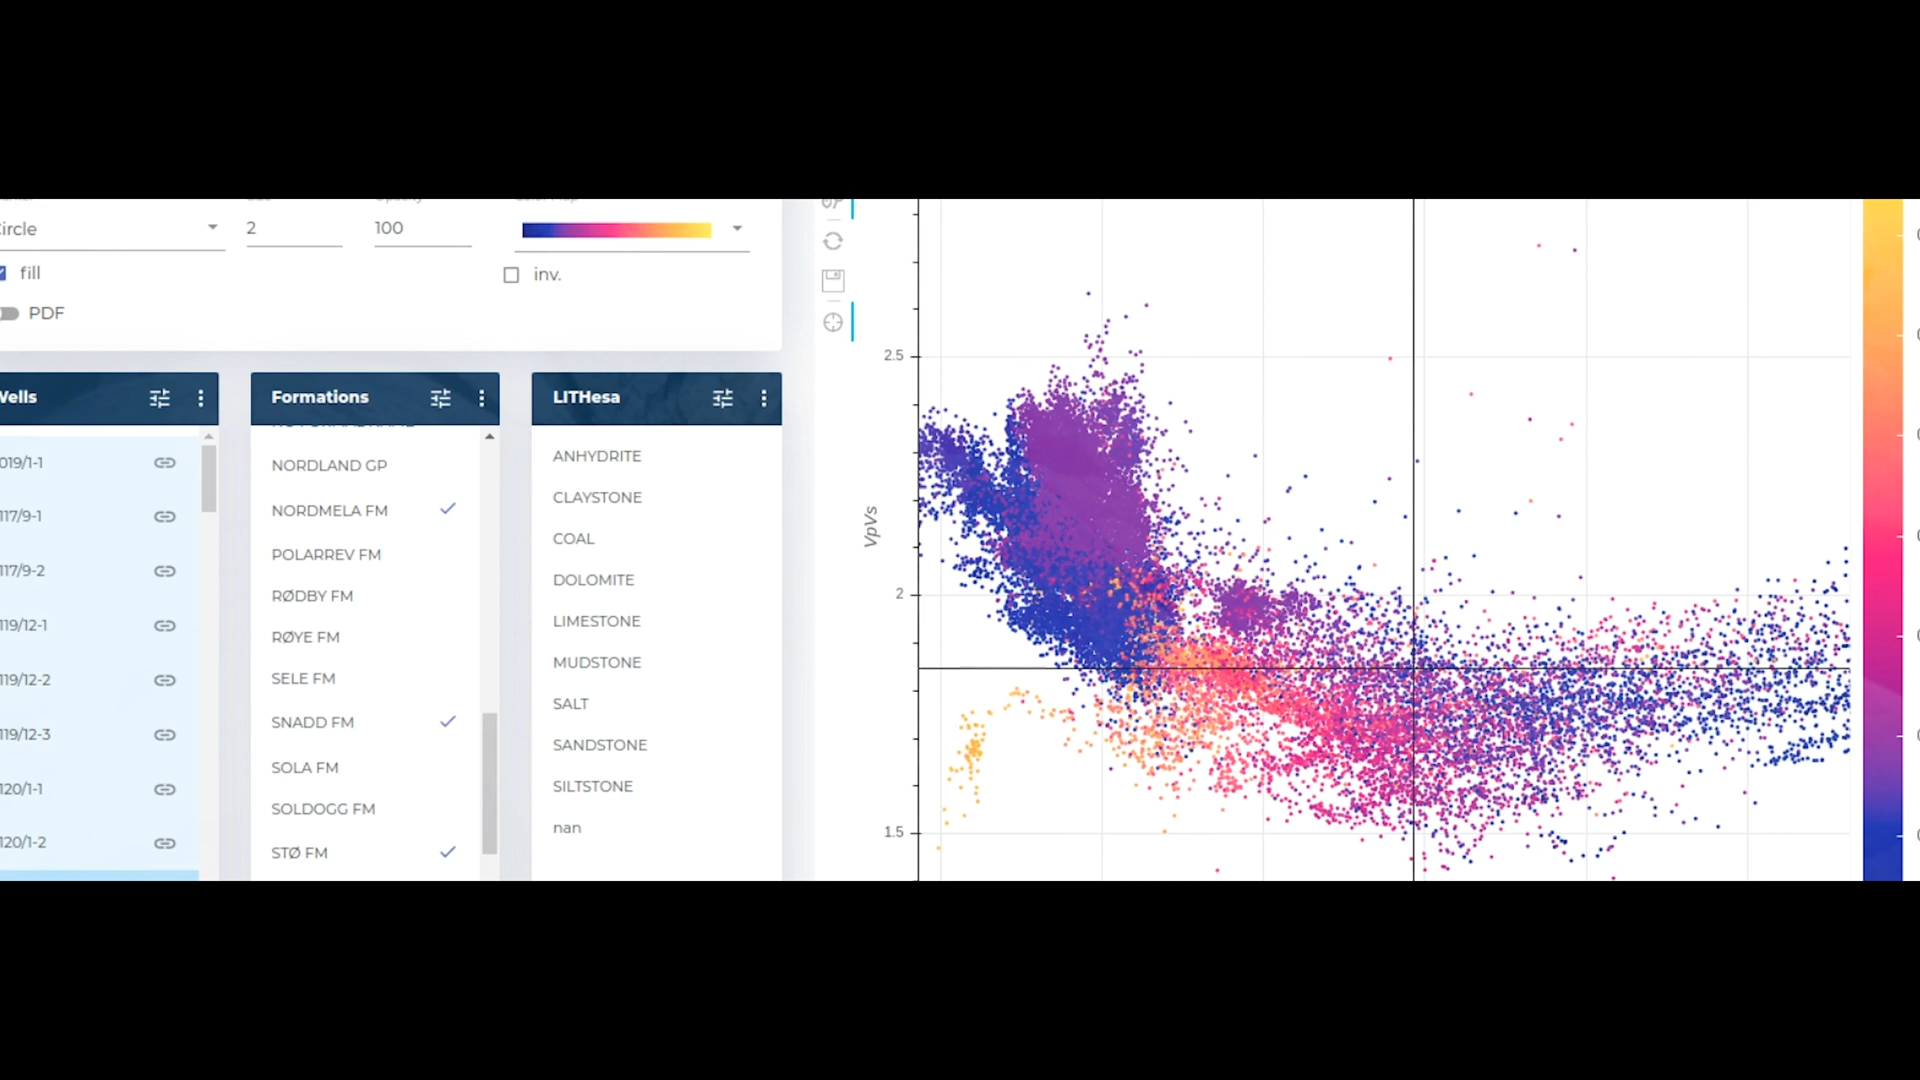 ircle
2
100
fill
inv.
PDF
Wells
019/1-1
117/9-1
117/9-2
119/12-1
119/12-2
119/12-3
120/1-1
120/1-2
Formations
NORDLAND GP
NORDMELA FM
POLARREV FM
RØDBY FM
RØYE FM
SELE FM
SNADD FM
SOLA FM
SOLDOGG FM
STØ FM
LITHesa
ANHYDRITE
CLAYSTONE
COAL
DOLOMITE
LIMESTONE
MUDSTONE
SALT
SANDSTONE
SILTSTONE
nan
VpVs
2.5
2
1.5